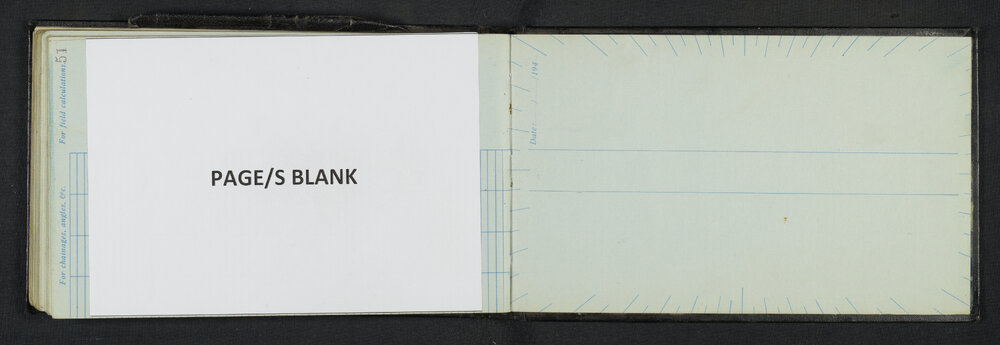 51
For field calculations
For chainages, angles, &c.
PAGE/S BLANK
Date: / /194